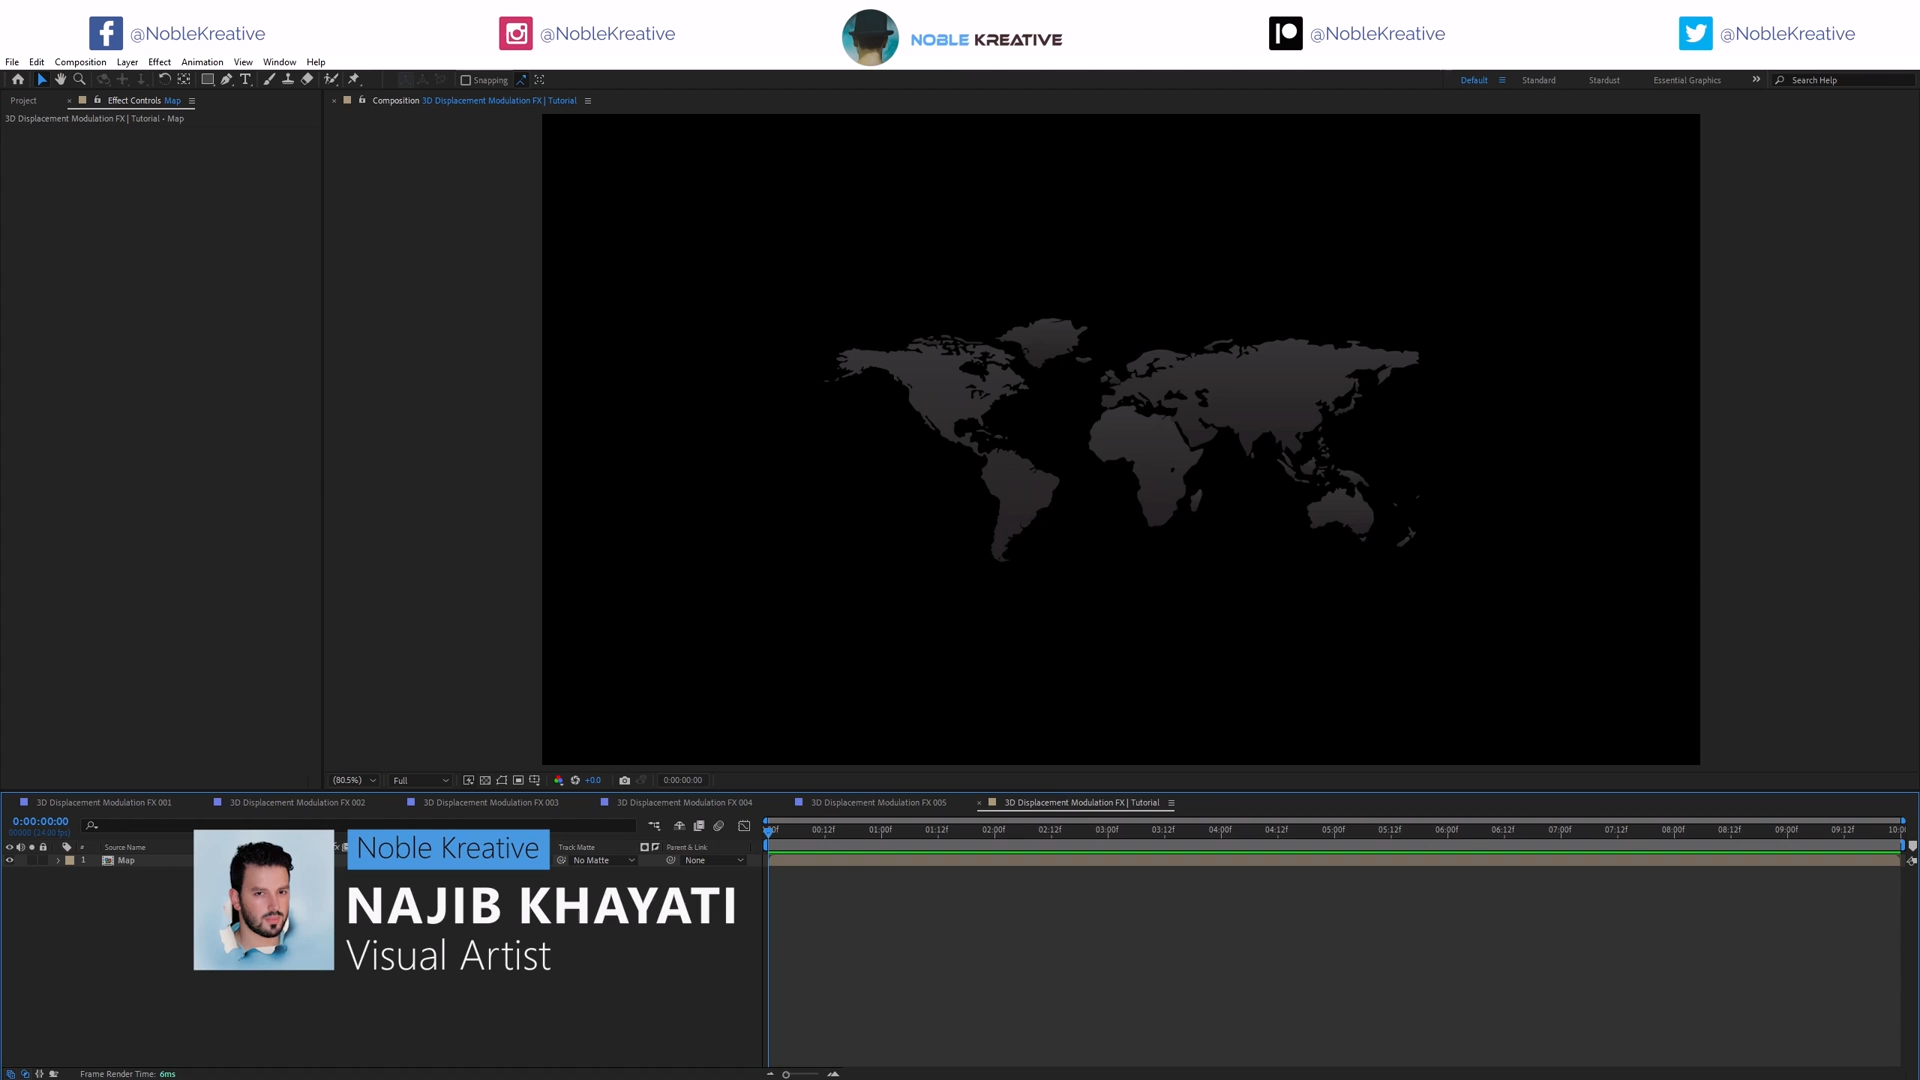 @NobleKreative
@NobleKreative
NOBLE KREATIVE
@NobleKreative
@NobleKreative
File Edit Composition Layer Effect Animation View Window Help
Snapping
Default Standard Stardust Essential Graphics Search Help
Project Effect Controls Map
Composition 3D Displacement Modulation FX | Tutorial
3D Displacement Modulation FX | Tutorial • Map
(80.5%) Full +0.0 0:00:00:00
3D Displacement Modulation FX 001 3D Displacement Modulation FX 002 3D Displacement Modulation FX 003 3D Displacement Modulation FX 004 3D Displacement Modulation FX 005 3D Displacement Modulation FX | Tutorial
0:00:00:00
00000 (24.00 fps)
00:12f 01:00f 01:12f 02:00f 02:12f 03:00f 03:12f 04:00f 04:12f 05:00f 05:12f 06:00f 06:12f 07:00f 07:12f 08:00f 08:12f 09:00f 09:12f 10:00
# Source Name Track Matte Parent & Link
1 Map No Matte None
Noble Kreative
NAJIB KHAYATI
Visual Artist
Frame Render Time: 6ms